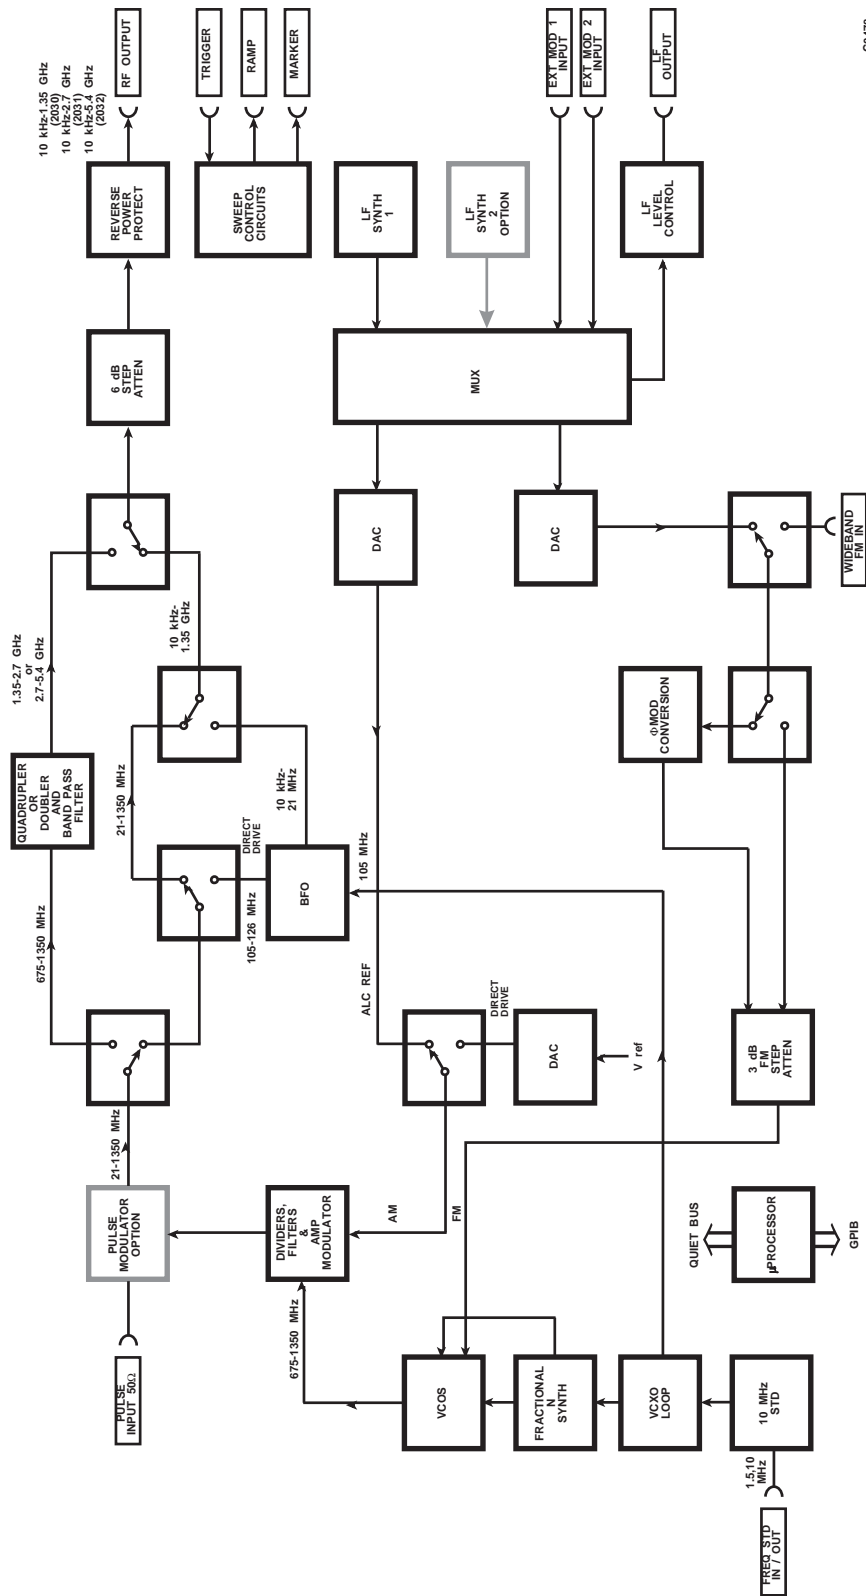 10 kHz-1.35 GHz
(2030)
10 kHz-2.7 GHz
(2031)
10 kHz-5.4 GHz
(2032)
RF OUTPUT
TRIGGER
RAMP
MARKER
EXT MOD 1
INPUT
EXT MOD 2
INPUT
LF
OUTPUT
REVERSE
POWER
PROTECT
SWEEP
CONTROL
CIRCUITS
LF
SYNTH
1
LF
SYNTH
2
OPTION
LF
LEVEL
CONTROL
6 dB
STEP
ATTEN
MUX
DAC
DAC
WIDEBAND
FM IN
1.35-2.7 GHz
or
2.7-5.4 GHz
10 kHz-
1.35 GHz
QUADRUPLER
OR
DOUBLER
AND
BAND PASS
FILTER
21-1350 MHz
10 kHz-
21 MHz
ΦMOD
CONVERSION
675-1350 MHz
DIRECT
DRIVE
105-126 MHz
BFO
105 MHz
ALC REF
DIRECT
DRIVE
DAC
V ref
3 dB
FM
STEP
ATTEN
21-1350 MHz
PULSE
MODULATOR
OPTION
DIVIDERS,
FILTERS
&
AMP
MODULATOR
AM
FM
QUIET BUS
µPROCESSOR
GPIB
PULSE
INPUT 50Ω
675-1350 MHz
VCOS
FRACTIONAL
N
SYNTH
VCXO
LOOP
10 MHz
STD
1.5,10
MHz
FREQ STD
IN / OUT